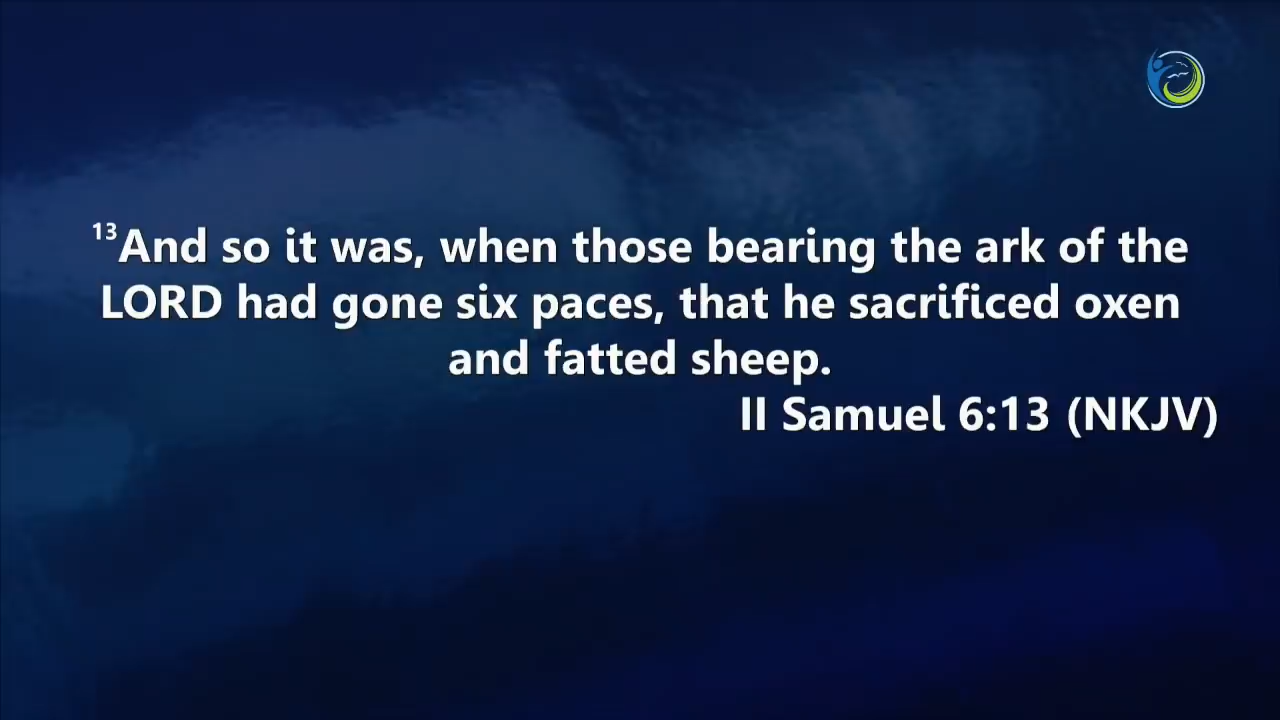 ¹³And so it was, when those bearing the ark of the
LORD had gone six paces, that he sacrificed oxen
and fatted sheep.
II Samuel 6:13 (NKJV)